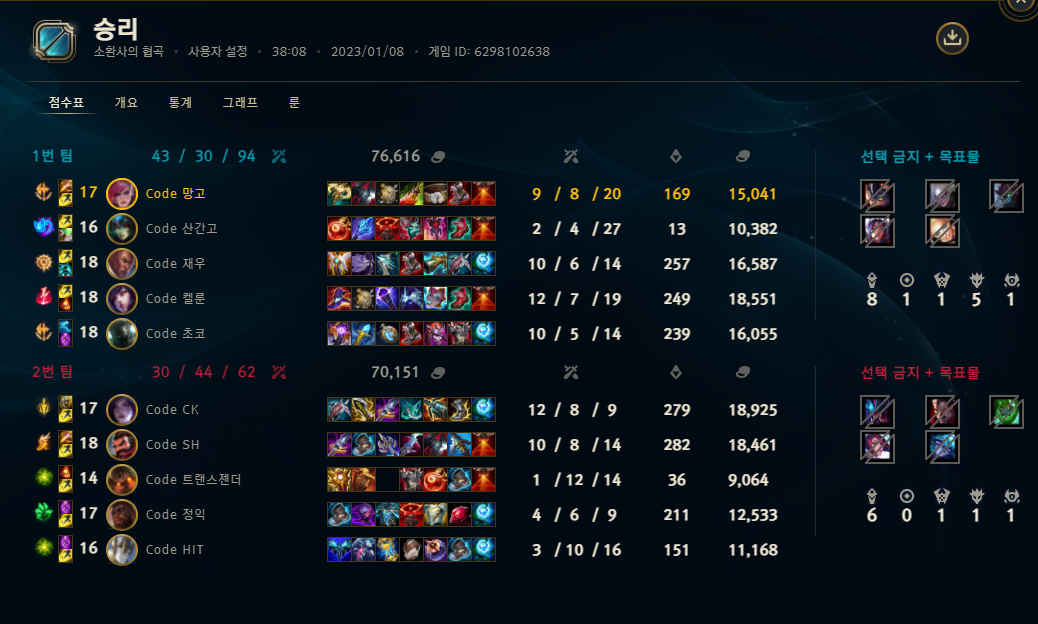 승리
소환사의 협곡 • 사용자 설정 • 38:08 • 2023/01/08 • 게임 ID: 6298102638
점수표 개요 통계 그래프 룬
1번 팀 43 / 30 / 94 76,616 선택 금지 + 목표물
17 Code 망고 9 / 8 / 20 169 15,041
16 Code 산간고 2 / 4 / 27 13 10,382
18 Code 재우 10 / 6 / 14 257 16,587
18 Code 켈룬 12 / 7 / 19 249 18,551
8 1 1 5 1
18 Code 초코 10 / 5 / 14 239 16,055
2번 팀 30 / 44 / 62 70,151 선택 금지 + 목표물
17 Code CK 12 / 8 / 9 279 18,925
18 Code SH 10 / 8 / 14 282 18,461
14 Code 트랜스젠더 1 / 12 / 14 36 9,064
17 Code 정익 4 / 6 / 9 211 12,533
6 0 1 1 1
16 Code HIT 3 / 10 / 16 151 11,168